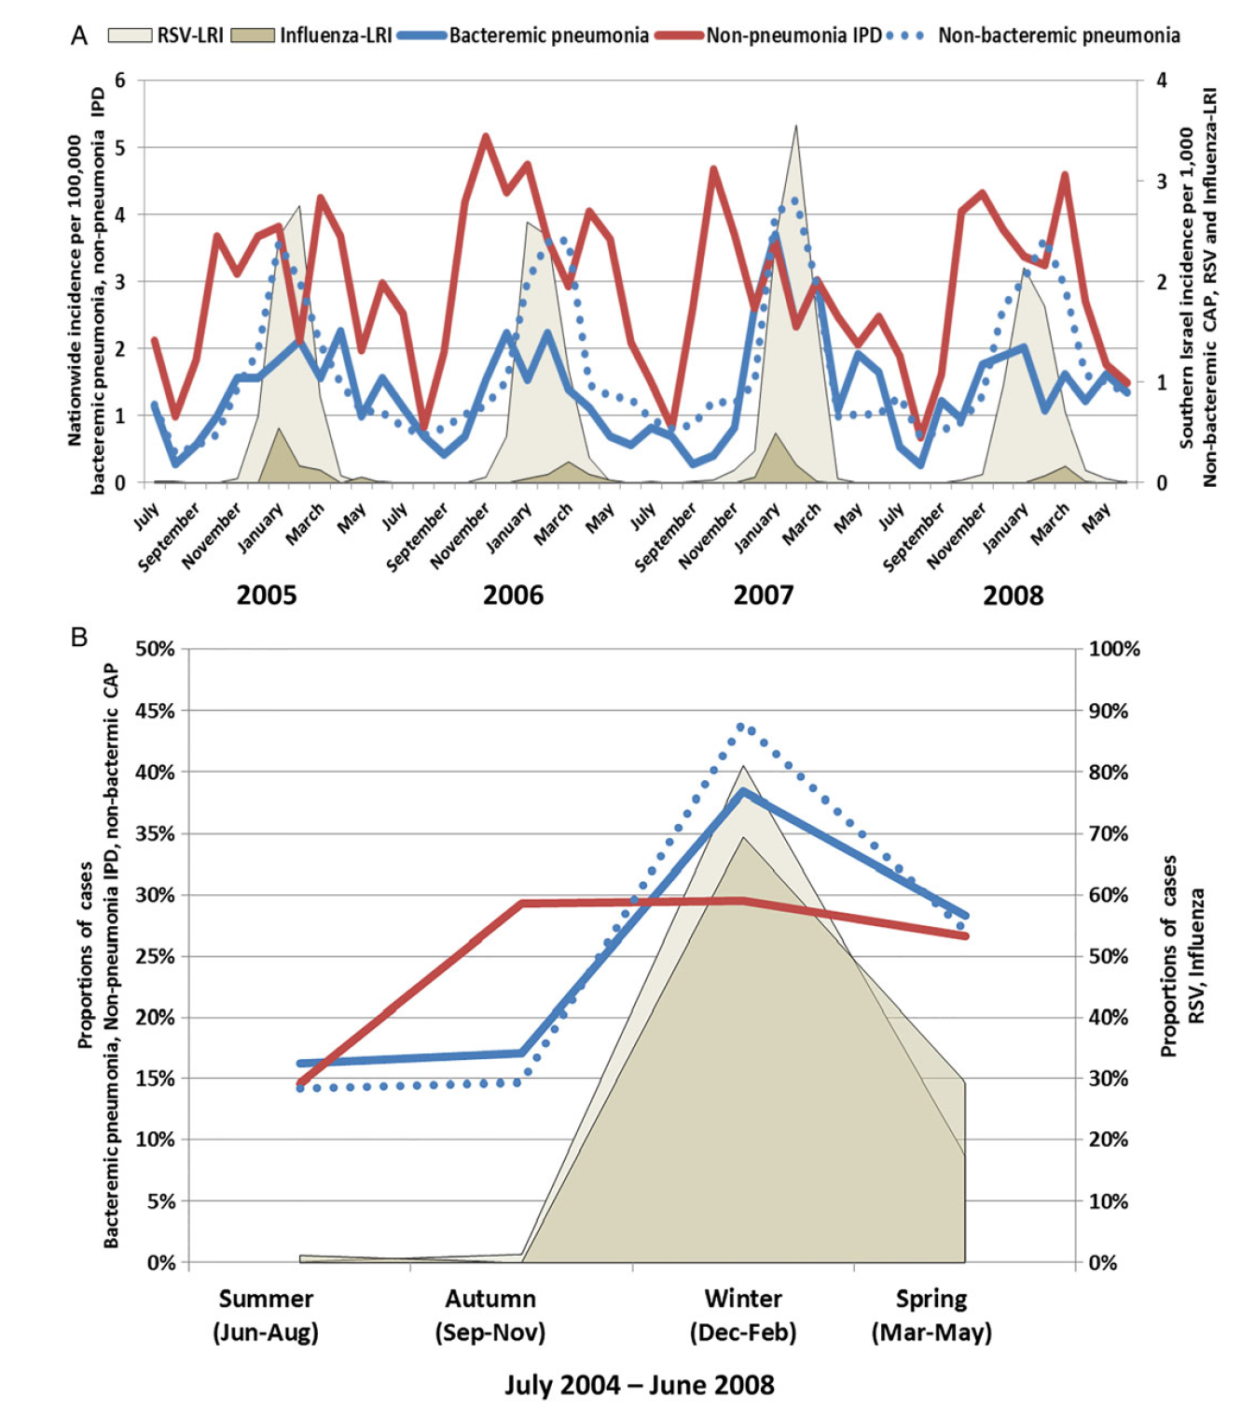 A
RSV-LRI Influenza-LRI Bacteremic pneumonia Non-pneumonia IPD Non-bacteremic pneumonia
Nationwide incidence per 100,000
bacteremic pneumonia, non-pneumonia IPD
6
5
4
3
2
1
0
4
3
2
1
0
Southern Israel incidence per 1,000
Non-bacteremic CAP, RSV and Influenza-LRI
July September November January March May July September November January March May July September November January March May July September November January March May
2005 2006 2007 2008
B
Proportions of cases
Bacteremic pneumonia, Non-pneumonia IPD, non-bactermic CAP
50%
45%
40%
35%
30%
25%
20%
15%
10%
5%
0%
100%
90%
80%
70%
60%
50%
40%
30%
20%
10%
0%
Proportions of cases
RSV, Influenza
Summer Autumn Winter Spring
(Jun-Aug) (Sep-Nov) (Dec-Feb) (Mar-May)
July 2004 – June 2008